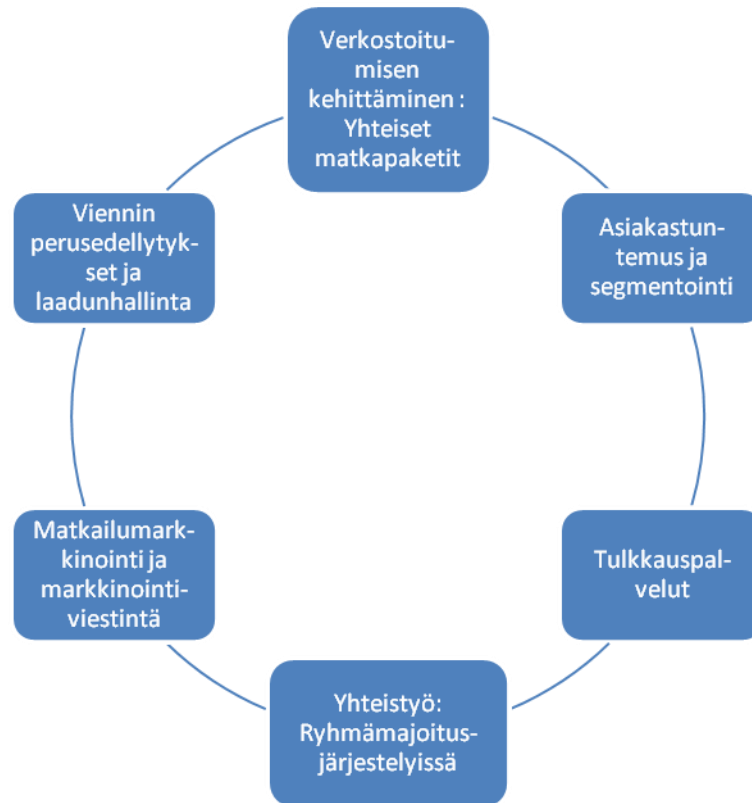 Verkostoitu-
misen
kehittäminen :
Yhteiset
matkapaketit
Asiakastun-
temus ja
segmentointi
Tulkkauspal-
velut
Yhteistyö:
Ryhmämajoitus-
järjestelyissä
Matkailumark-
kinointi ja
markkinointi-
viestintä
Viennin
perusedellytyk-
set ja
laadunhallinta